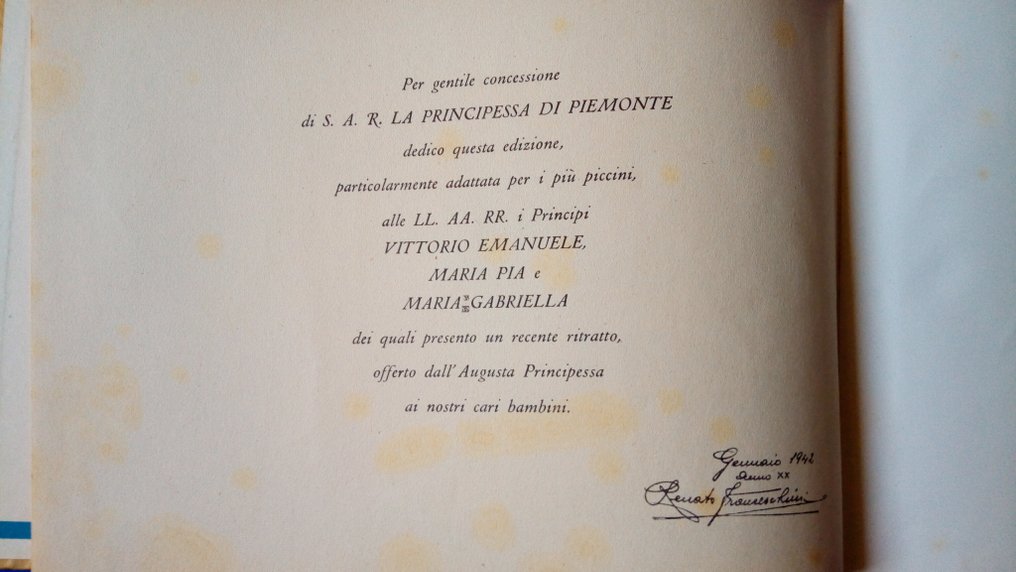 Per gentile concessione
di S. A. R. LA PRINCIPESSA DI PIEMONTE
dedico questa edizione,
particolarmente adattata per i più piccini,
alle LL. AA. RR. i Principi
VITTORIO EMANUELE,
MARIA PIA e
MARIA GABRIELLA
dei quali presento un recente ritratto,
offerto dall'Augusta Principessa
ai nostri cari bambini.
Gennaio 1942
Anno XX
Renato Franceschini